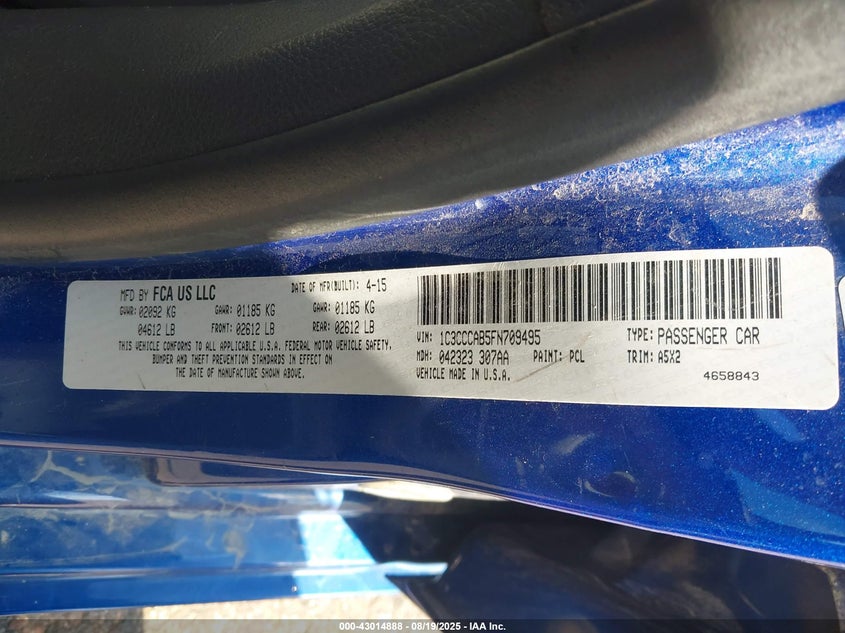 MFD BY FCA US LLC DATE OF MFR(BUILT): 4-15
GVWR: 02092 KG GAWR: 01185 KG GAWR: 01185 KG
04612 LB FRONT: 02612 LB REAR: 02612 LB
THIS VEHICLE CONFORMS TO ALL APPLICABLE U.S.A. FEDERAL MOTOR VEHICLE SAFETY,
BUMPER AND THEFT PREVENTION STANDARDS IN EFFECT ON
THE DATE OF MANUFACTURE SHOWN ABOVE.
VIN: 1C3CCCAB5FN709495 TYPE: PASSENGER CAR
MDH: 042323 307AA PAINT: PCL TRIM: A5X2
VEHICLE MADE IN U.S.A. 4658843
000-43014888 - 08/19/2025 - IAA Inc.